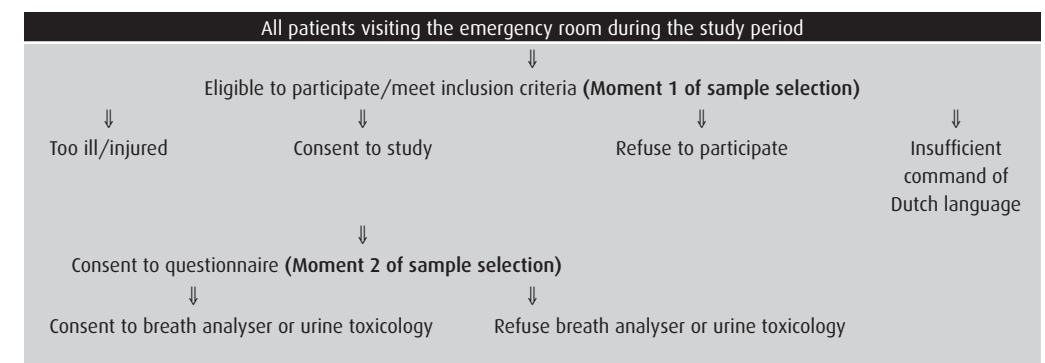 All patients visiting the emergency room during the study period
⇓
Eligible to participate/meet inclusion criteria (Moment 1 of sample selection)
⇓ ⇓ ⇓ ⇓
Too ill/injured Consent to study Refuse to participate Insufficient
command of
Dutch language
⇓
Consent to questionnaire (Moment 2 of sample selection)
⇓ ⇓
Consent to breath analyser or urine toxicology Refuse breath analyser or urine toxicology